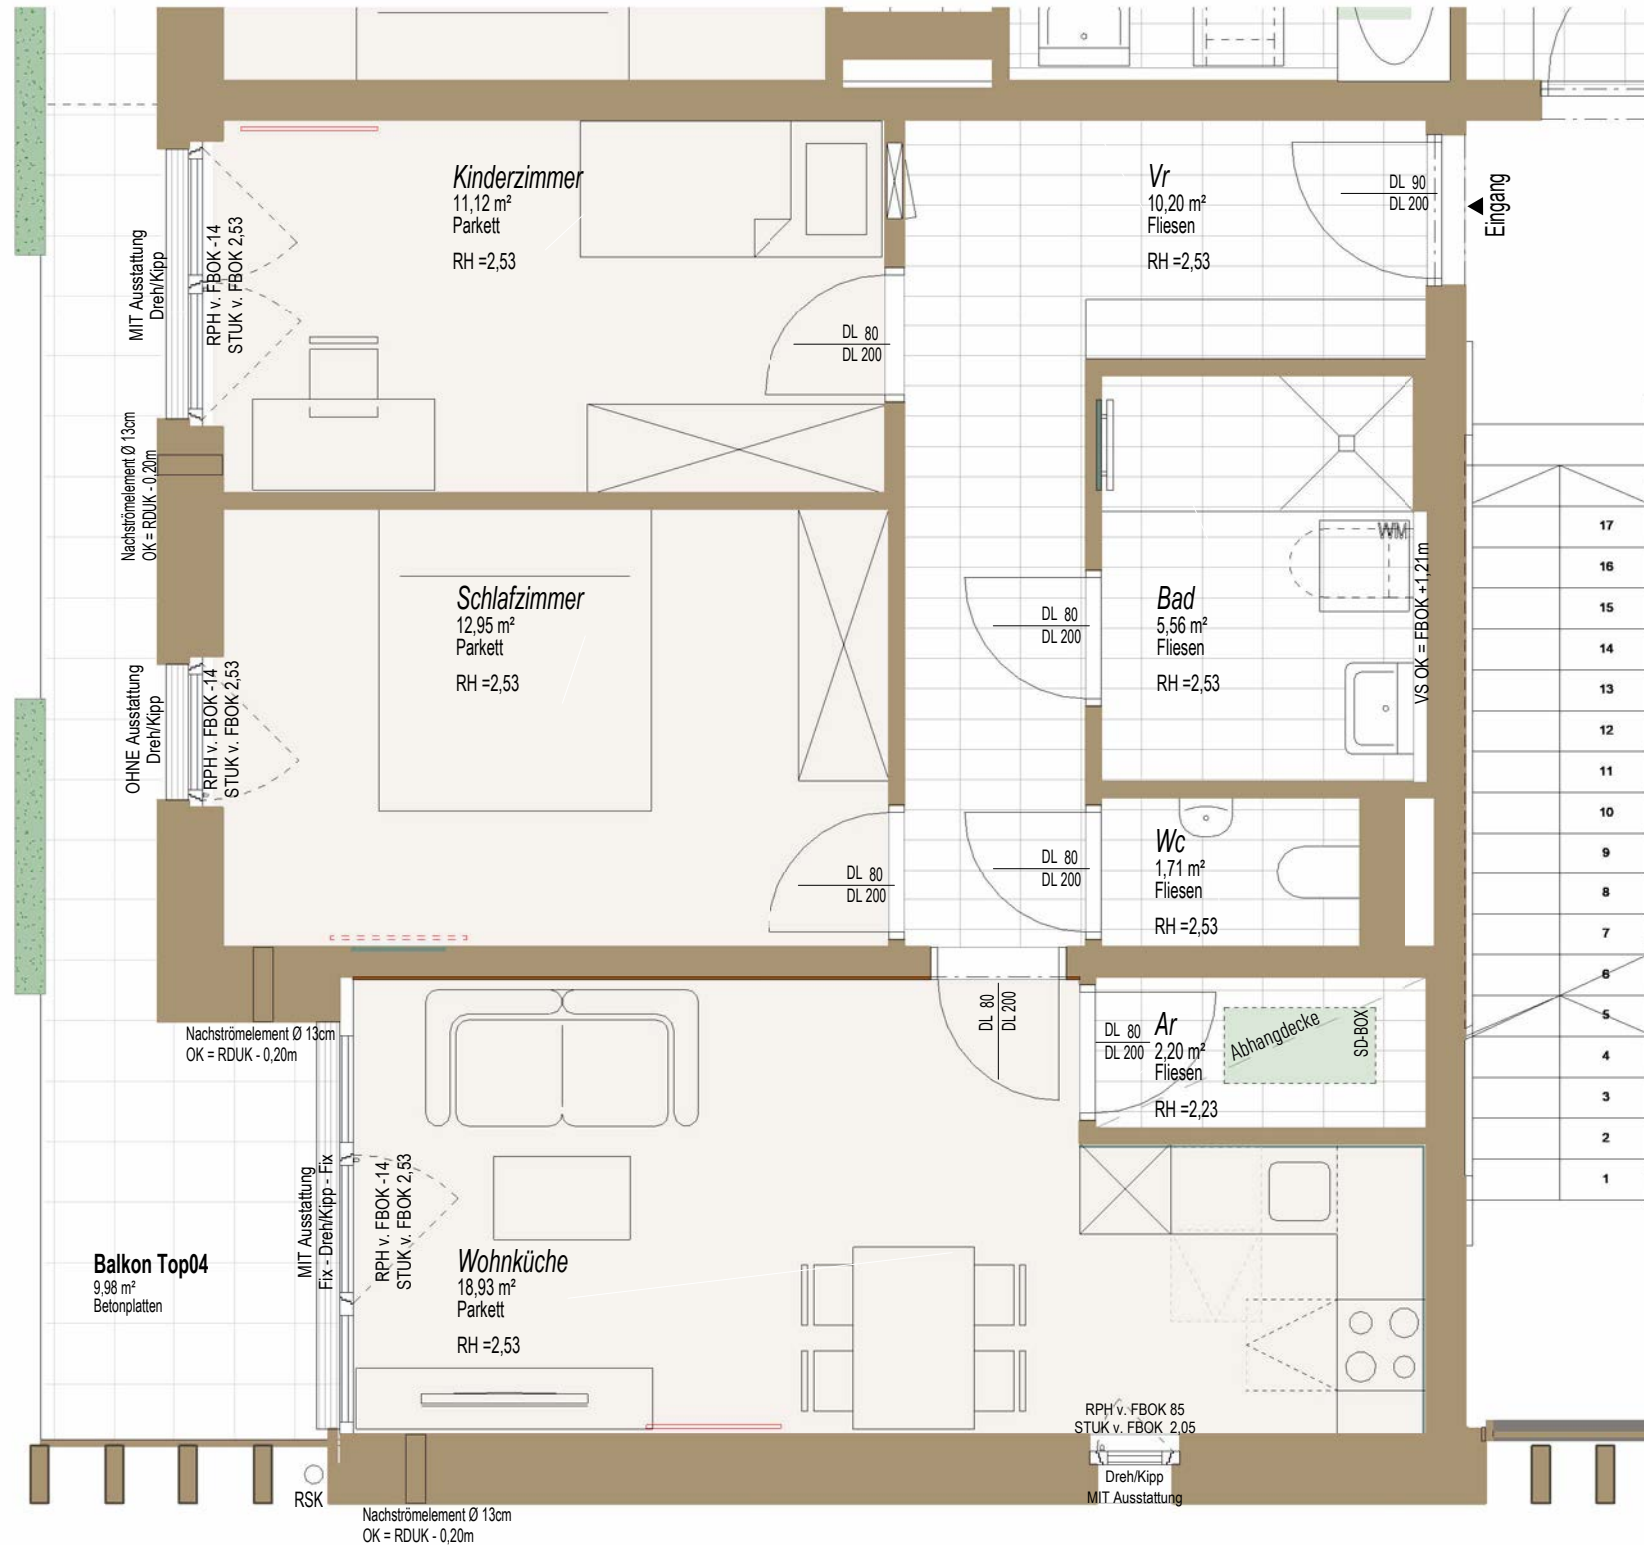 Kinderzimmer
11,12 m²
Parkett
RH =2,53
Vr
10,20 m²
Fliesen
RH =2,53
DL 90
DL 200
Eingang
MIT Ausstattung
Dreh/Kipp
RPH v. FBOK -14
STUK v. FBOK 2,53
DL 80
DL 200
Nachströmelement Ø 13cm
OK = RDUK - 0,20m
Schlafzimmer
12,95 m²
Parkett
RH =2,53
OHNE Ausstattung
Dreh/Kipp
RPH v. FBOK -14
STUK v. FBOK 2,53
DL 80
DL 200
DL 80
DL 200
Bad
5,56 m²
Fliesen
RH =2,53
WM
VS OK = FBOK +1,21m
DL 80
DL 200
Wc
1,71 m²
Fliesen
RH =2,53
17
16
15
14
13
12
11
10
9
8
7
6
5
4
3
2
1
Nachströmelement Ø 13cm
OK = RDUK - 0,20m
DL 80
DL 200
DL 80
DL 200
Ar
2,20 m²
Fliesen
RH =2,23
Abhangdecke
SD-BOX
MIT Ausstattung
Fix - Dreh/Kipp - Fix
RPH v. FBOK -14
STUK v. FBOK 2,53
Balkon Top04
9,98 m²
Betonplatten
Wohnküche
18,93 m²
Parkett
RH =2,53
RPH v. FBOK 85
STUK v. FBOK 2,05
Dreh/Kipp
MIT Ausstattung
RSK
Nachströmelement Ø 13cm
OK = RDUK - 0,20m